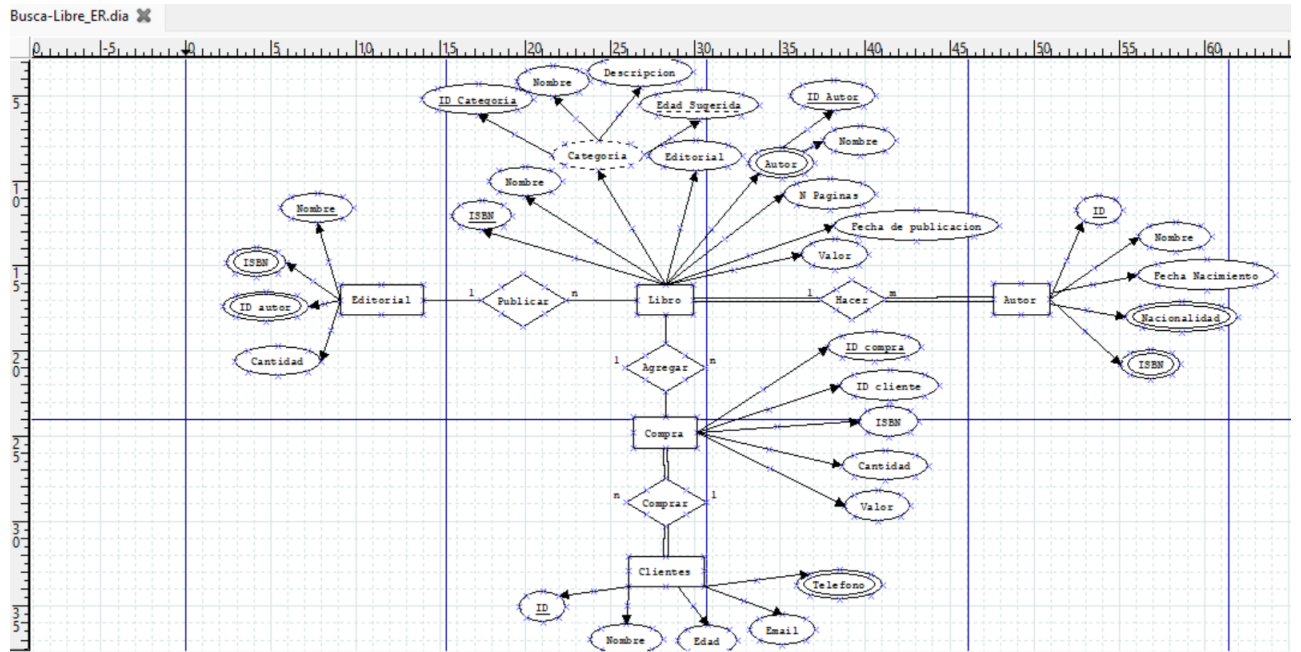 Busca-Libre_ER.dia
0 -5 0 5 10 15 20 25 30 35 40 45 50 55 60
5
10
15
20
25
30
35
Descripcion
Nombre
ID Categoria
Edad Sugerida
ID Autor
Nombre
Categoria
Editorial
Autor
Nombre
N Paginas
ISBN
Fecha de publicacion
Valor
Nombre
ISBN
ID autor
Cantidad
Editorial
1
Publicar
n
Libro
1
Hacer
m
Autor
ID
Nombre
Fecha Nacimiento
Nacionalidad
ISBN
1
Agregar
n
ID compra
ID cliente
ISBN
Cantidad
Valor
Compra
n
Comprar
1
Clientes
Telefono
ID
Nombre
Edad
Email